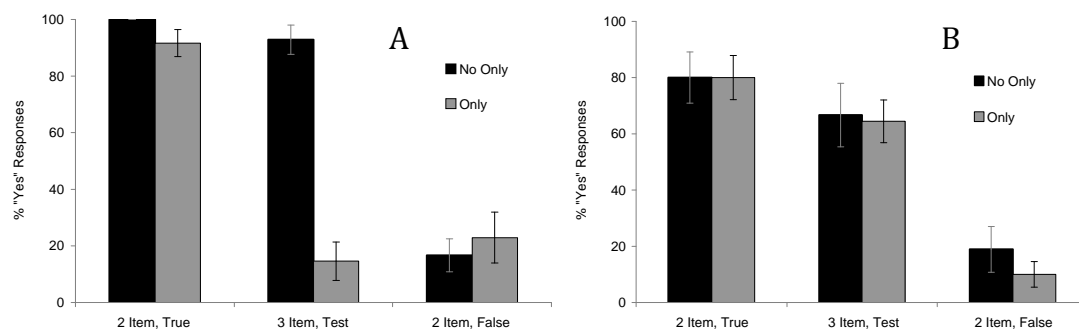 A
% "Yes" Responses
100
80
60
40
20
0
No Only
Only
2 Item, True
3 Item, Test
2 Item, False
B
% "Yes" Responses
100
80
60
40
20
0
No Only
Only
2 Item, True
3 Item, Test
2 Item, False